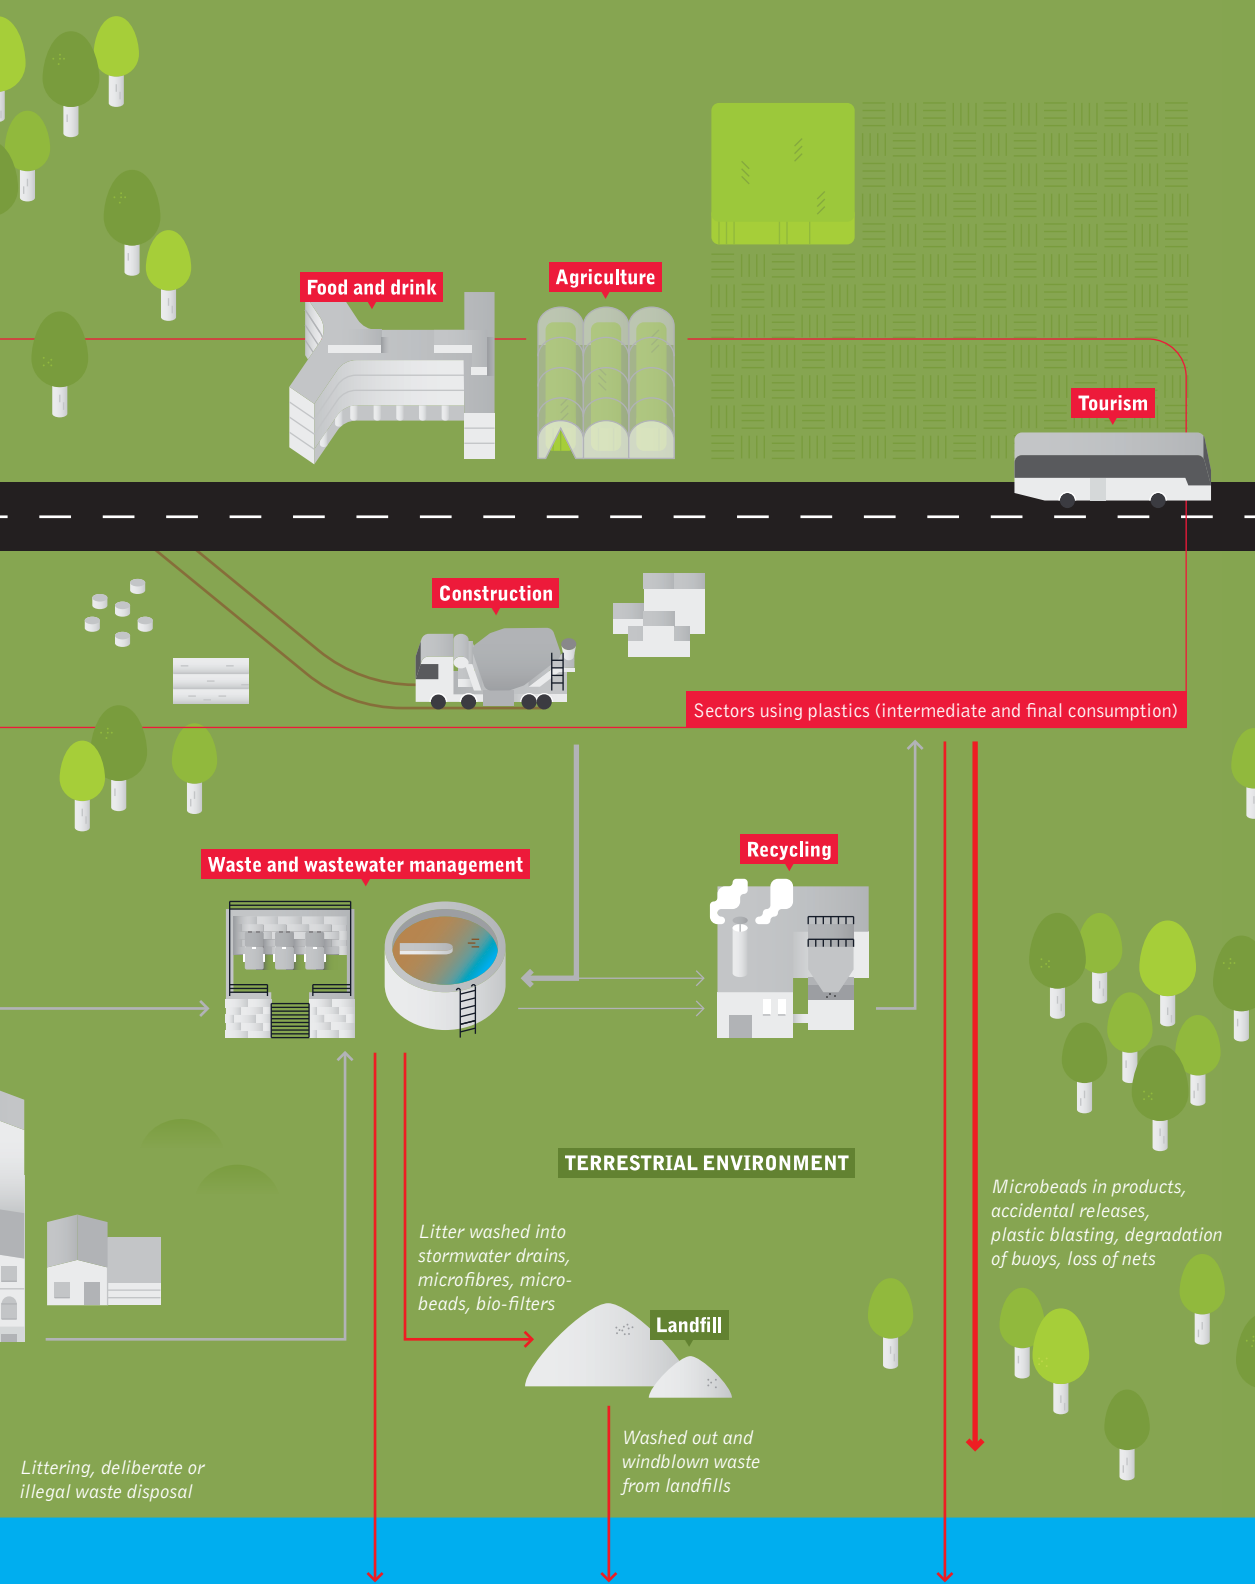 Food and drink
Agriculture
Tourism
Construction
Sectors using plastics (intermediate and final consumption)
Waste and wastewater management
Recycling
TERRESTRIAL ENVIRONMENT
Microbeads in products,
accidental releases,
plastic blasting, degradation
of buoys, loss of nets
Litter washed into
stormwater drains,
microfibres, micro-
beads, bio-filters
Landfill
Washed out and
windblown waste
from landfills
Littering, deliberate or
illegal waste disposal